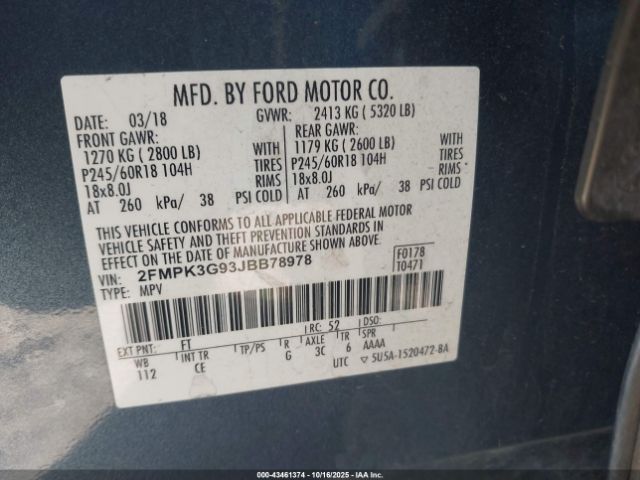 MFD. BY FORD MOTOR CO.
DATE: 03/18 GVWR: 2413 KG ( 5320 LB)
FRONT GAWR: REAR GAWR:
1270 KG ( 2800 LB) WITH 1179 KG ( 2600 LB) WITH
P245/60R18 104H TIRES P245/60R18 104H TIRES
18x8.0J RIMS 18x8.0J RIMS
AT 260 kPa/ 38 PSI COLD AT 260 kPa/ 38 PSI COLD
THIS VEHICLE CONFORMS TO ALL APPLICABLE FEDERAL MOTOR
VEHICLE SAFETY AND THEFT PREVENTION STANDARDS IN
EFFECT ON THE DATE OF MANUFACTURE SHOWN ABOVE.
VIN: 2FMPK3G93JBB78978 F0178
TYPE: MPV T0471
EXT PNT: FT RC: 52 DSO:
WB INT TR TP/PS R AXLE TR SPR
112 CE G 3C 6 AAAA
UTC ▽ 5U5A-1520472-BA
000-43461374 - 10/16/2025 - IAA Inc.